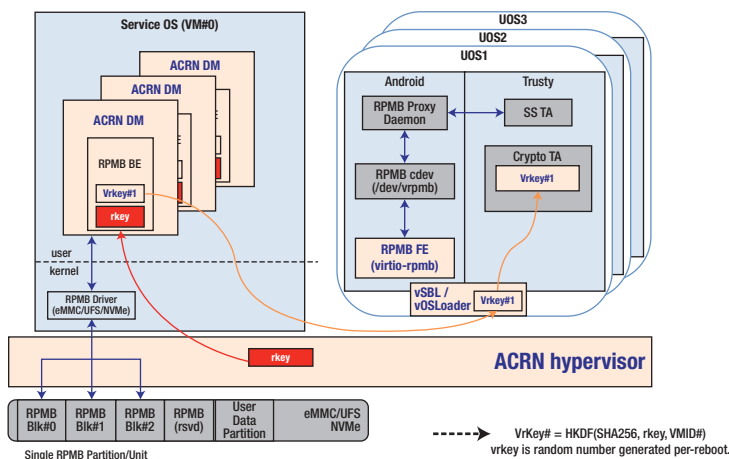 Service OS (VM#0)
ACRN DM
ACRN DM
ACRN DM
E
E
RPMB BE
Vrkey#1
rkey
user
kernel
RPMB Driver
(eMMC/UFS/NVMe)
UOS3
UOS2
UOS1
Android
Trusty
RPMB Proxy
Daemon
SS TA
RPMB cdev
(/dev/vrpmb)
Crypto TA
Vrkey#1
RPMB FE
(virtio-rpmb)
vSBL /
vOSLoader
Vrkey#1
rkey
ACRN hypervisor
RPMB
Blk#0
RPMB
Blk#1
RPMB
Blk#2
RPMB
(rsvd)
User
Data
Partition
eMMC/UFS
NVMe
Single RPMB Partition/Unit
VrKey# = HKDF(SHA256, rkey, VMID#)
vrkey is random number generated per-reboot.